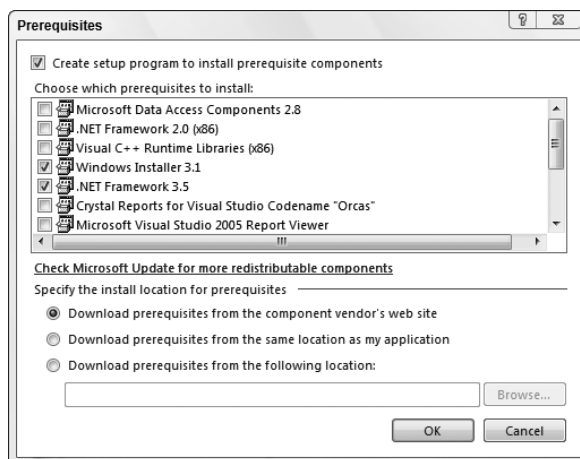 Prerequisites
Create setup program to install prerequisite components
Choose which prerequisites to install:
Microsoft Data Access Components 2.8
.NET Framework 2.0 (x86)
Visual C++ Runtime Libraries (x86)
Windows Installer 3.1
.NET Framework 3.5
Crystal Reports for Visual Studio Codename "Orcas"
Microsoft Visual Studio 2005 Report Viewer
Check Microsoft Update for more redistributable components
Specify the install location for prerequisites
Download prerequisites from the component vendor's web site
Download prerequisites from the same location as my application
Download prerequisites from the following location:
Browse...
OK Cancel